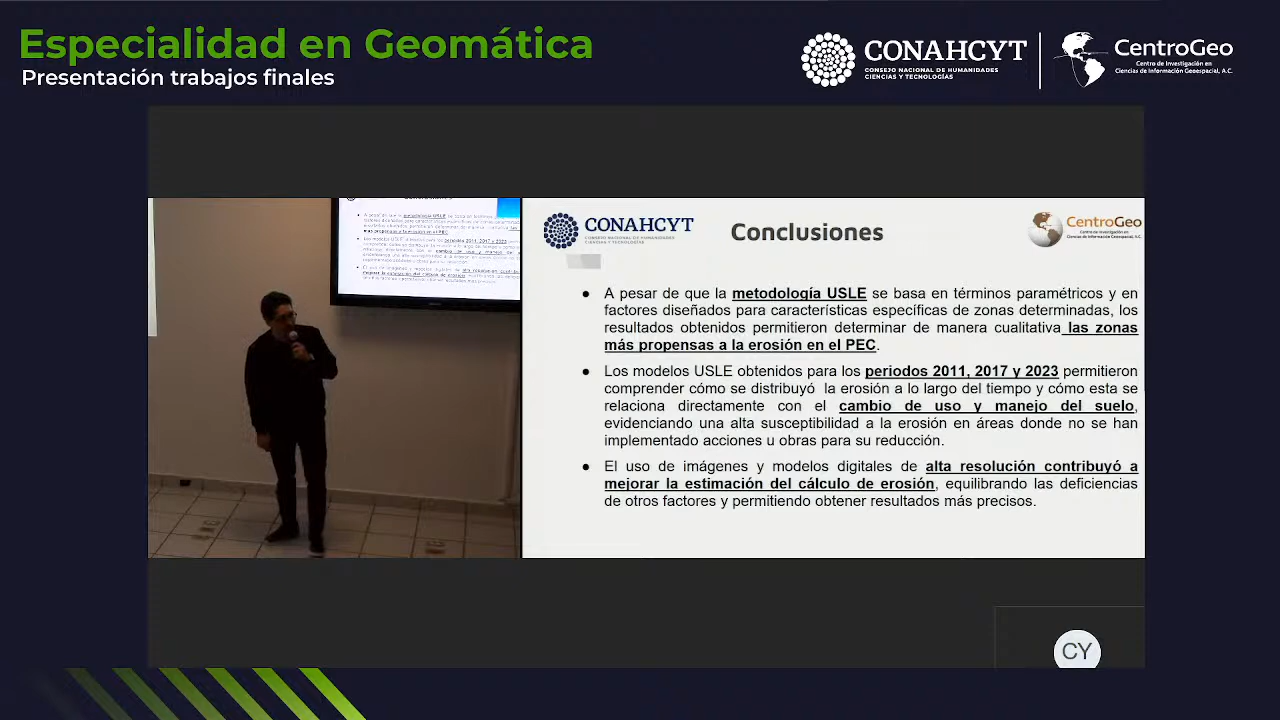 Especialidad en Geomática
Presentación trabajos finales
CONAHCYT
CONSEJO NACIONAL DE HUMANIDADES
CIENCIAS Y TECNOLOGÍAS
CentroGeo
Centro de Investigación en
Ciencias de Información Geoespacial, A.C.
CONAHCYT
CONSEJO NACIONAL DE HUMANIDADES
CIENCIAS Y TECNOLOGÍAS
Conclusiones
CentroGeo
Centro de Investigación en
Ciencias de Información Geoespacial, A.C.
● A pesar de que la metodología USLE se basa en términos paramétricos y en
factores diseñados para características específicas de zonas determinadas, los
resultados obtenidos permitieron determinar de manera cualitativa las zonas
más propensas a la erosión en el PEC.
● Los modelos USLE obtenidos para los periodos 2011, 2017 y 2023 permitieron
comprender cómo se distribuyó la erosión a lo largo del tiempo y cómo esta se
relaciona directamente con el cambio de uso y manejo del suelo,
evidenciando una alta susceptibilidad a la erosión en áreas donde no se han
implementado acciones u obras para su reducción.
● El uso de imágenes y modelos digitales de alta resolución contribuyó a
mejorar la estimación del cálculo de erosión, equilibrando las deficiencias
de otros factores y permitiendo obtener resultados más precisos.
CY